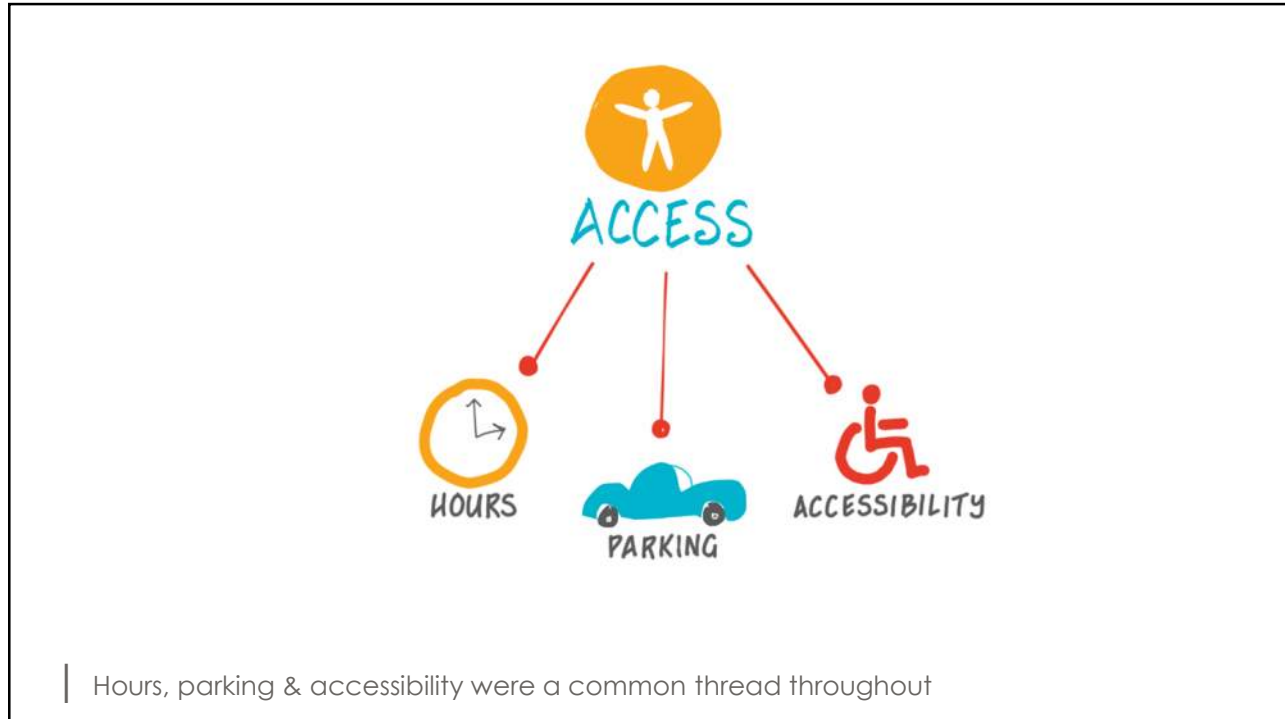 ACCESS
HOURS
PARKING
ACCESSIBILITY
Hours, parking & accessibility were a common thread throughout